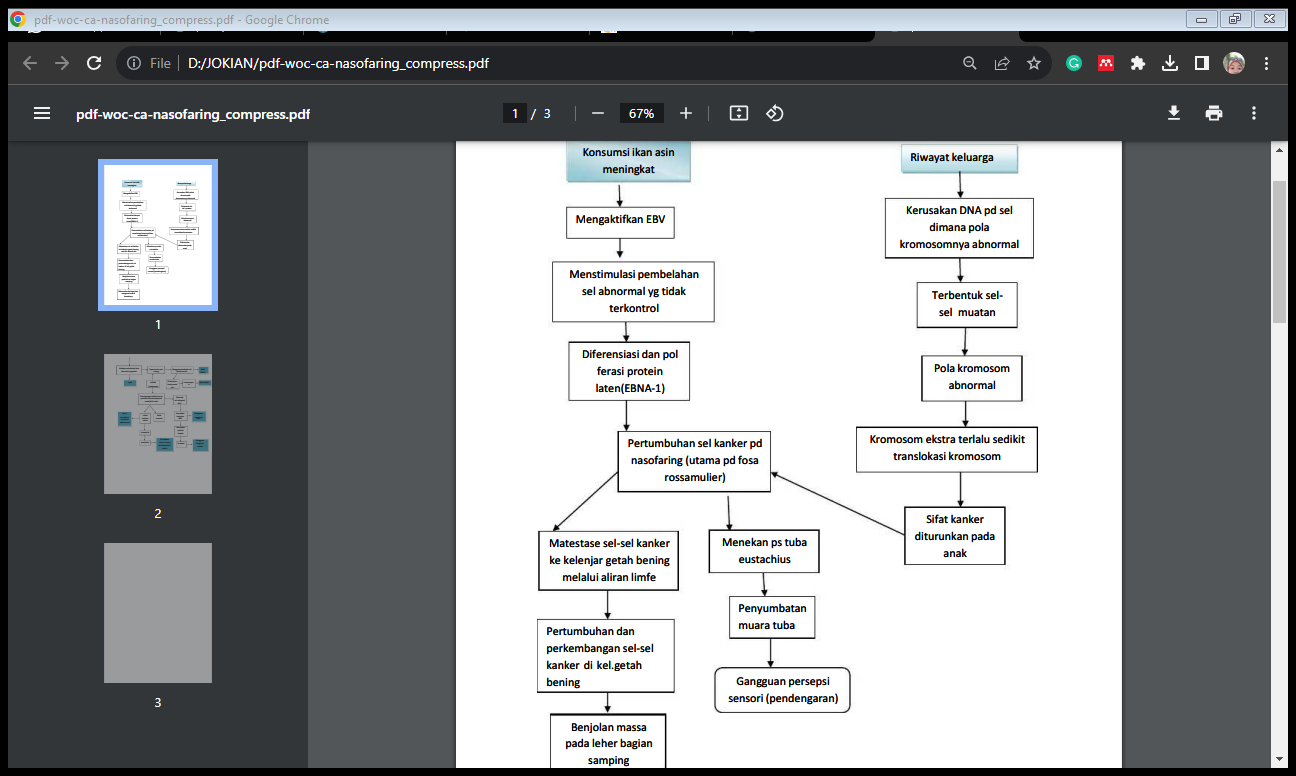 pdf-woc-ca-nasofaring_compress.pdf - Google Chrome
File
D:/JOKIAN/pdf-woc-ca-nasofaring_compress.pdf
pdf-woc-ca-nasofaring_compress.pdf
1 / 3
67%
1
2
3
Konsumsi ikan asin
meningkat
Mengaktifkan EBV
Menstimulasi pembelahan
sel abnormal yg tidak
terkontrol
Diferensiasi dan pol
ferasi protein
laten(EBNA-1)
Pertumbuhan sel kanker pd
nasofaring (utama pd fosa
rossamulier)
Riwayat keluarga
Kerusakan DNA pd sel
dimana pola
kromosomnya abnormal
Terbentuk sel-
sel muatan
Pola kromosom
abnormal
Kromosom ekstra terlalu sedikit
translokasi kromosom
Sifat kanker
diturunkan pada
anak
Matestase sel-sel kanker
ke kelenjar getah bening
melalui aliran limfe
Pertumbuhan dan
perkembangan sel-sel
kanker di kel.getah
bening
Benjolan massa
pada leher bagian
samping
Menekan ps tuba
eustachius
Penyumbatan
muara tuba
Gangguan persepsi
sensori (pendengaran)